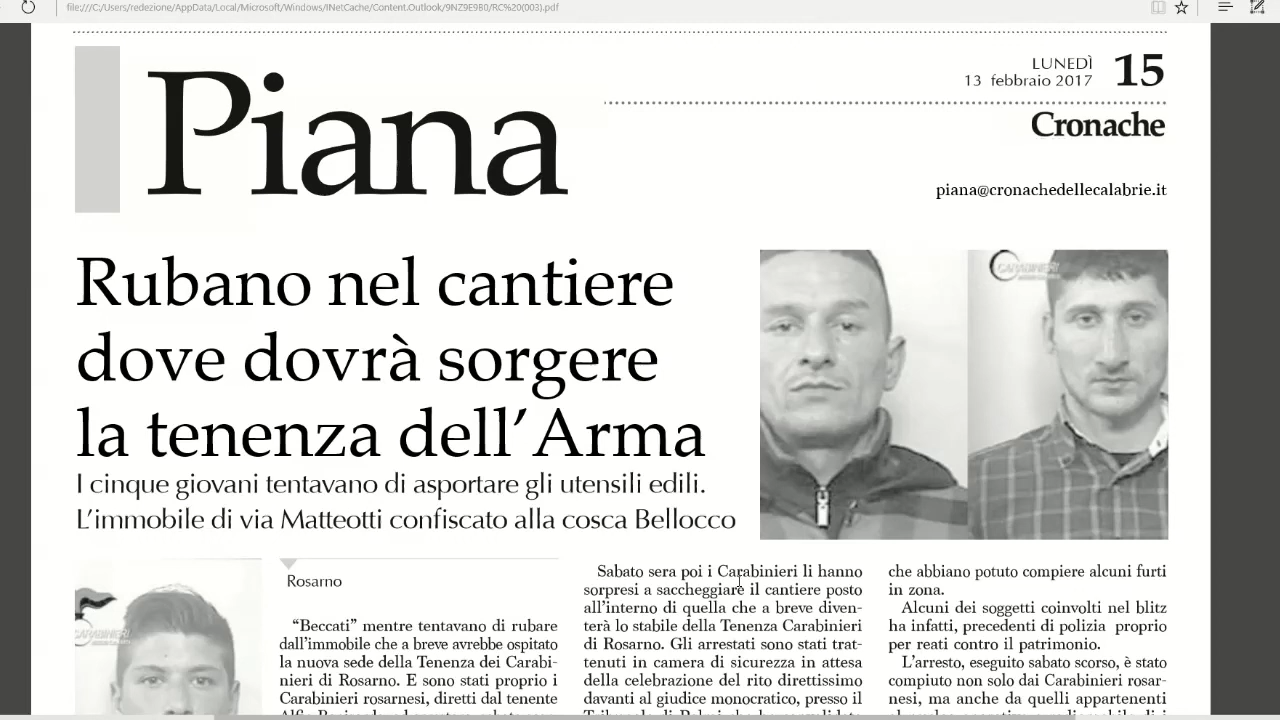 file:///C:/Users/redezione/AppData/Local/Microsoft/Windows/INetCache/Content.Outlook/9NZ9E9B0/RC%20(003).pdf
LUNEDÌ
13 febbraio 2017
15
Piana
Cronache
piana@cronachedellecalabrie.it
Rubano nel cantiere
dove dovrà sorgere
la tenenza dell'Arma
I cinque giovani tentavano di asportare gli utensili edili.
L'immobile di via Matteotti confiscato alla cosca Bellocco
CARABINIERI
CARABINIERI
Rosarno
“Beccati” mentre tentavano di rubare
dall'immobile che a breve avrebbe ospitato
la nuova sede della Tenenza dei Carabi-
nieri di Rosarno. E sono stati proprio i
Carabinieri rosarnesi, diretti dal tenente
Sabato sera poi i Carabinieri li hanno
sorpresi a saccheggiare il cantiere posto
all'interno di quella che a breve diven-
terà lo stabile della Tenenza Carabinieri
di Rosarno. Gli arrestati sono stati trat-
tenuti in camera di sicurezza in attesa
della celebrazione del rito direttissimo
davanti al giudice monocratico, presso il
che abbiano potuto compiere alcuni furti
in zona.
Alcuni dei soggetti coinvolti nel blitz
ha infatti, precedenti di polizia proprio
per reati contro il patrimonio.
L'arresto, eseguito sabato scorso, è stato
compiuto non solo dai Carabinieri rosar-
nesi, ma anche da quelli appartenenti